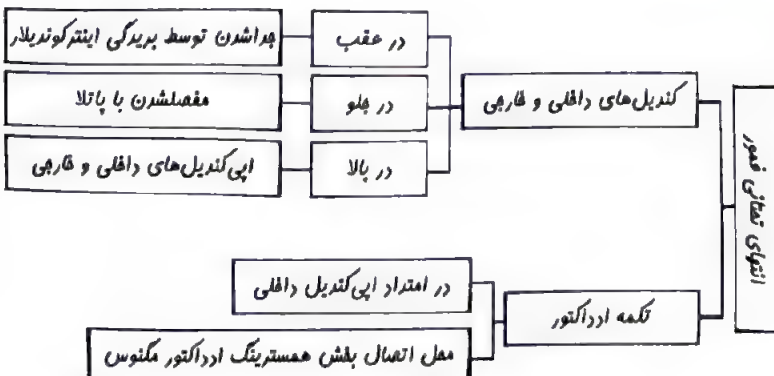 انتهای تحتانی فمور
کندیل‌های داخلی و خارجی
در عقب
جداشدن توسط بریدگی اینترکوندیلار
در جلو
مفصلشدن با پاتلا
در بالا
اپی‌کندیل‌های داخلی و خارجی
تکمه ادداکتور
در امتداد اپی‌کندیل داخلی
محل اتصال بخش همسترینگ ادداکتور مگنوس